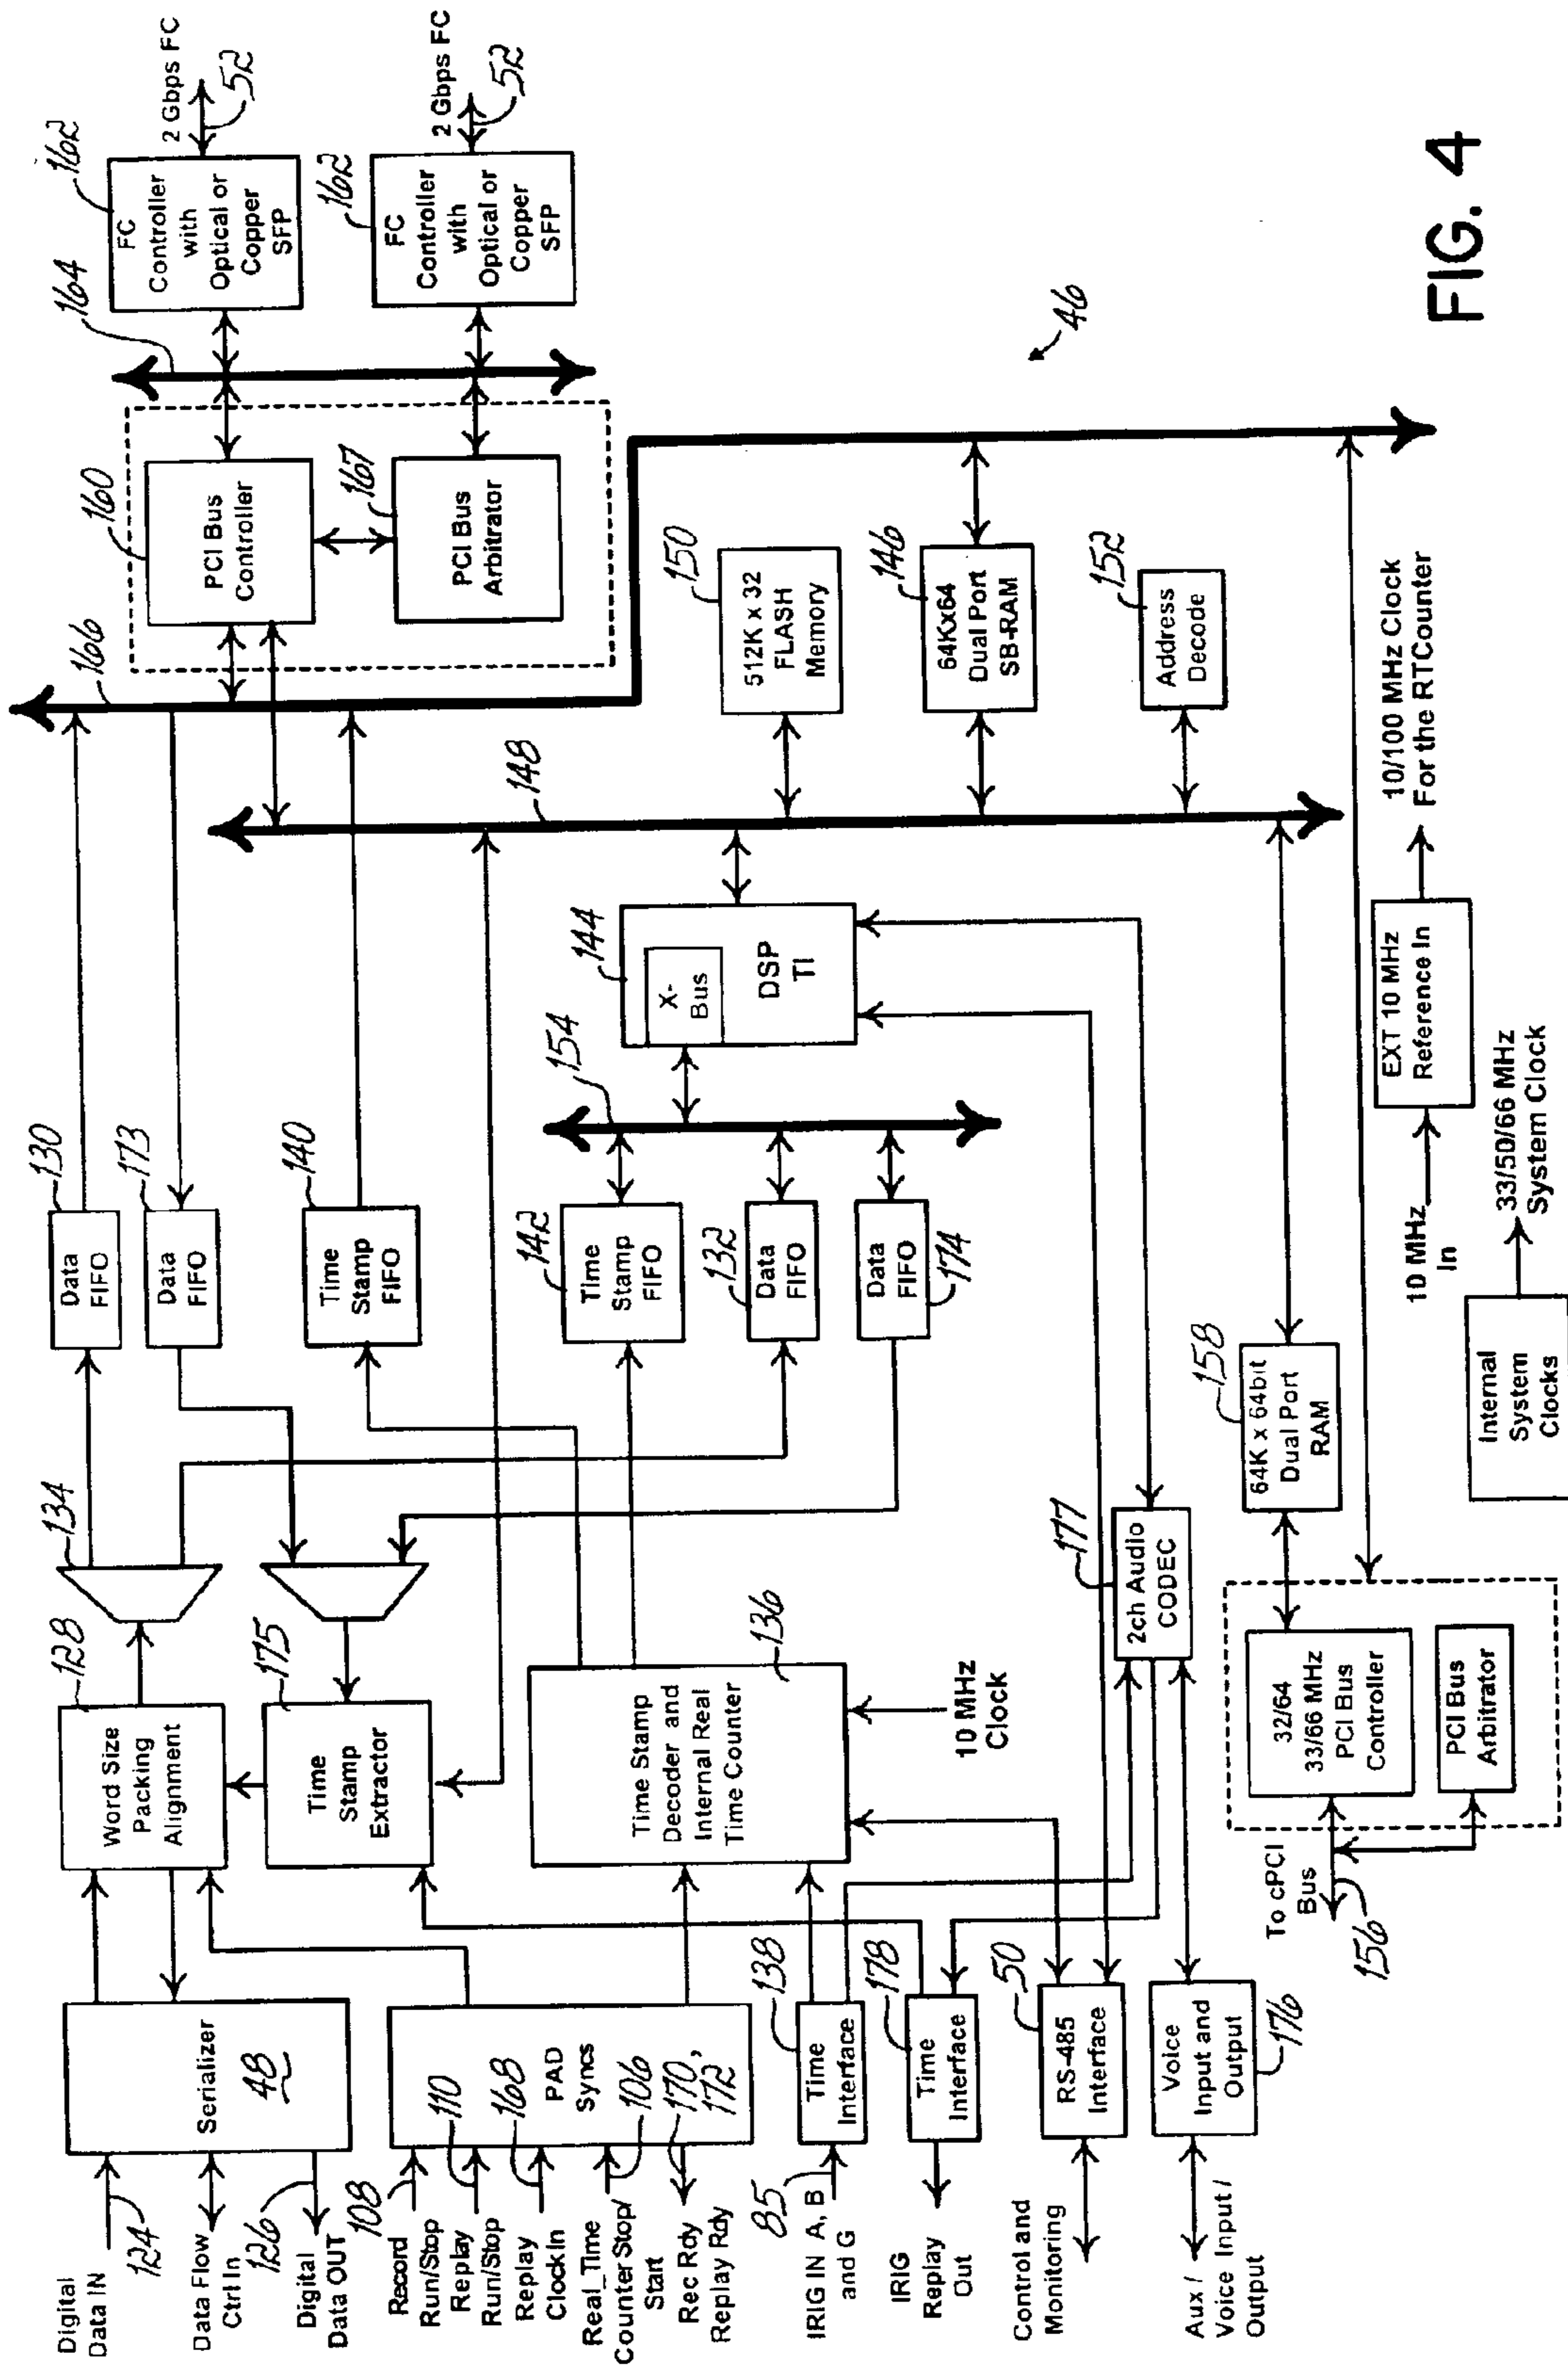 Digital
Data IN
124
Data Flow
Ctrl In
126
Digital
Data OUT
Serializer
48
Record
Run/Stop
108
Replay
Run/Stop
110
Replay
ClockIn
168
Real_Time
Counter Stop/
Start
106
Rec Rdy
Replay Rdy
170,
172
PAD
Syncs
IRIG IN A, B
and G
85
Time
Interface
138
IRIG
Replay
Out
Time
Interface
178
Control and
Monitoring
RS-485
Interface
50
Aux /
Voice Input /
Output
Voice
Input and
Output
176
Word Size
Packing
Alignment
128
134
Time
Stamp
Extractor
175
Time Stamp
Decoder and
Internal Real
Time Counter
136
10 MHz
Clock
2ch Audio
CODEC
177
To cPCI
Bus
156
32/64
33/66 MHz
PCI Bus
Controller
PCI Bus
Arbitrator
64K x 64bit
Dual Port
RAM
158
Internal
System
Clocks
33/50/66 MHz
System Clock
10 MHz
In
EXT 10 MHz
Reference In
10/100 MHz Clock
For the RTCounter
Data
FIFO
130
Data
FIFO
173
Time
Stamp
FIFO
140
Time
Stamp
FIFO
142
Data
FIFO
132
Data
FIFO
174
154
X-
Bus
DSP
TI
144
148
512K x 32
FLASH
Memory
150
64Kx64
Dual Port
SB-RAM
146
Address
Decode
152
166
PCI Bus
Controller
160
PCI Bus
Arbitrator
167
164
FC
Controller
with
Optical or
Copper
SFP
162
2 Gbps FC
52
FC
Controller
with
Optical or
Copper
SFP
162
2 Gbps FC
52
46
FIG. 4